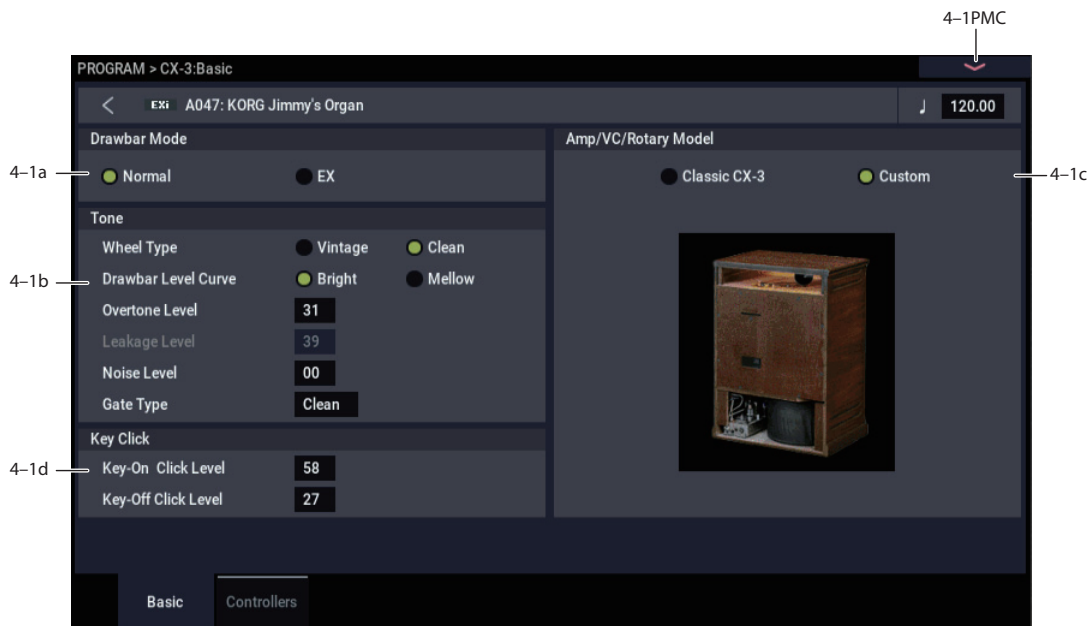 4–1PMC
PROGRAM > CX-3:Basic
EXi A047: KORG Jimmy's Organ
♩ 120.00
Drawbar Mode
Amp/VC/Rotary Model
4–1a
Normal EX
Classic CX-3 Custom
4–1c
Tone
Wheel Type Vintage Clean
4–1b
Drawbar Level Curve Bright Mellow
Overtone Level 31
Leakage Level 39
Noise Level 00
Gate Type Clean
Key Click
4–1d
Key-On Click Level 58
Key-Off Click Level 27
Basic Controllers